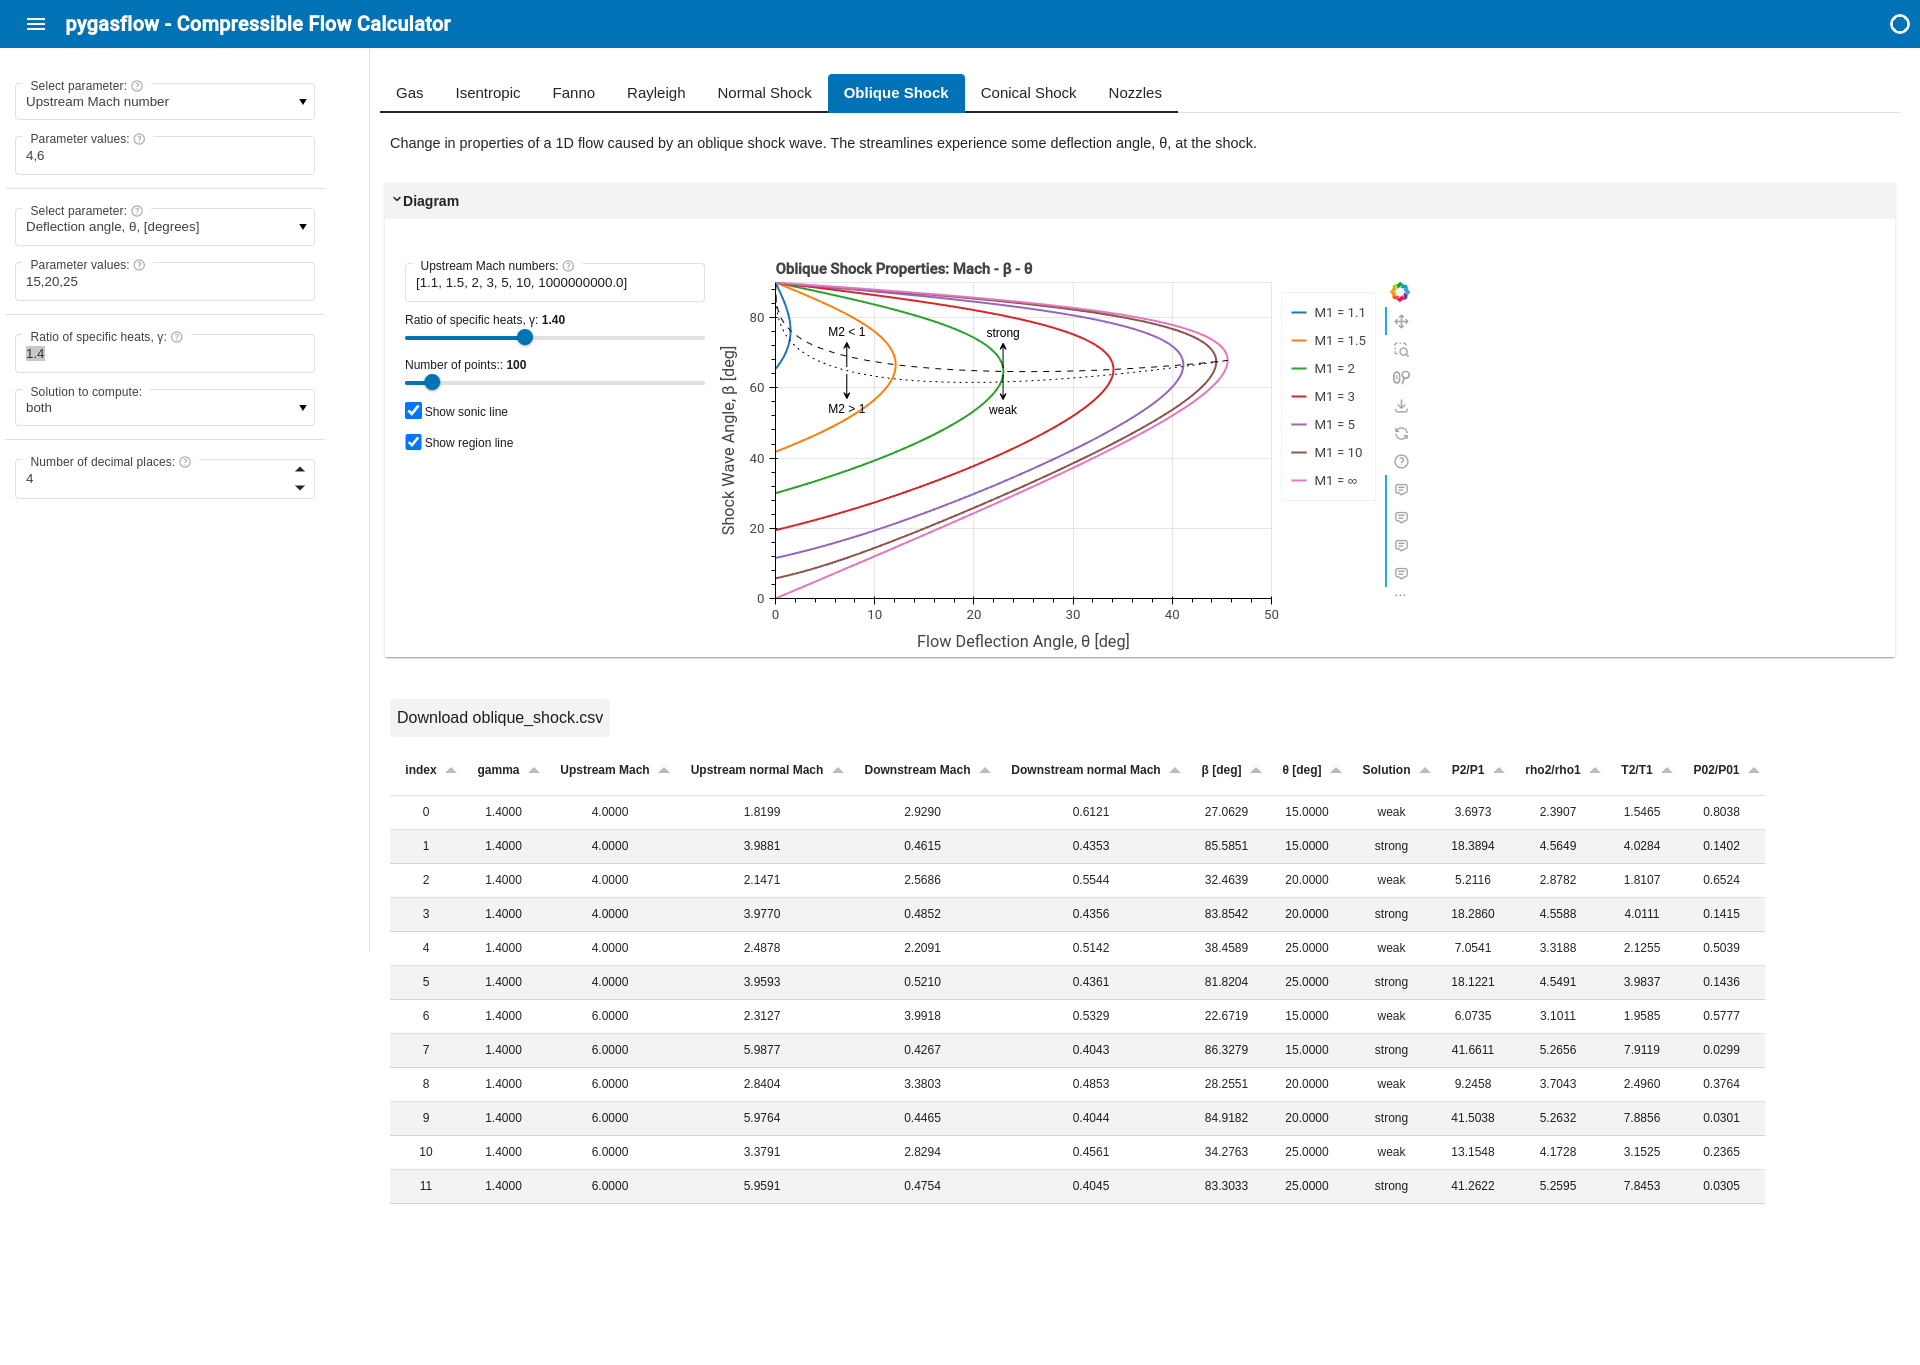 pygasflow - Compressible Flow Calculator
Select parameter:
Upstream Mach number
Parameter values:
4,6
Select parameter:
Deflection angle, θ, [degrees]
Parameter values:
15,20,25
Ratio of specific heats, γ:
1.4
Solution to compute:
both
Number of decimal places:
4
Gas Isentropic Fanno Rayleigh Normal Shock Oblique Shock Conical Shock Nozzles
Change in properties of a 1D flow caused by an oblique shock wave. The streamlines experience some deflection angle, θ, at the shock.
Diagram
Upstream Mach numbers:
[1.1, 1.5, 2, 3, 5, 10, 1000000000.0]
Ratio of specific heats, γ: 1.40
Number of points:: 100
Show sonic line
Show region line
Oblique Shock Properties: Mach - β - θ
Shock Wave Angle, β [deg]
80
60
40
20
0
M2 < 1
M2 > 1
strong
weak
0 10 20 30 40 50
Flow Deflection Angle, θ [deg]
M1 = 1.1
M1 = 1.5
M1 = 2
M1 = 3
M1 = 5
M1 = 10
M1 = ∞
Download oblique_shock.csv
index gamma Upstream Mach Upstream normal Mach Downstream Mach Downstream normal Mach β [deg] θ [deg] Solution P2/P1 rho2/rho1 T2/T1 P02/P01
0 1.4000 4.0000 1.8199 2.9290 0.6121 27.0629 15.0000 weak 3.6973 2.3907 1.5465 0.8038
1 1.4000 4.0000 3.9881 0.4615 0.4353 85.5851 15.0000 strong 18.3894 4.5649 4.0284 0.1402
2 1.4000 4.0000 2.1471 2.5686 0.5544 32.4639 20.0000 weak 5.2116 2.8782 1.8107 0.6524
3 1.4000 4.0000 3.9770 0.4852 0.4356 83.8542 20.0000 strong 18.2860 4.5588 4.0111 0.1415
4 1.4000 4.0000 2.4878 2.2091 0.5142 38.4589 25.0000 weak 7.0541 3.3188 2.1255 0.5039
5 1.4000 4.0000 3.9593 0.5210 0.4361 81.8204 25.0000 strong 18.1221 4.5491 3.9837 0.1436
6 1.4000 6.0000 2.3127 3.9918 0.5329 22.6719 15.0000 weak 6.0735 3.1011 1.9585 0.5777
7 1.4000 6.0000 5.9877 0.4267 0.4043 86.3279 15.0000 strong 41.6611 5.2656 7.9119 0.0299
8 1.4000 6.0000 2.8404 3.3803 0.4853 28.2551 20.0000 weak 9.2458 3.7043 2.4960 0.3764
9 1.4000 6.0000 5.9764 0.4465 0.4044 84.9182 20.0000 strong 41.5038 5.2632 7.8856 0.0301
10 1.4000 6.0000 3.3791 2.8294 0.4561 34.2763 25.0000 weak 13.1548 4.1728 3.1525 0.2365
11 1.4000 6.0000 5.9591 0.4754 0.4045 83.3033 25.0000 strong 41.2622 5.2595 7.8453 0.0305